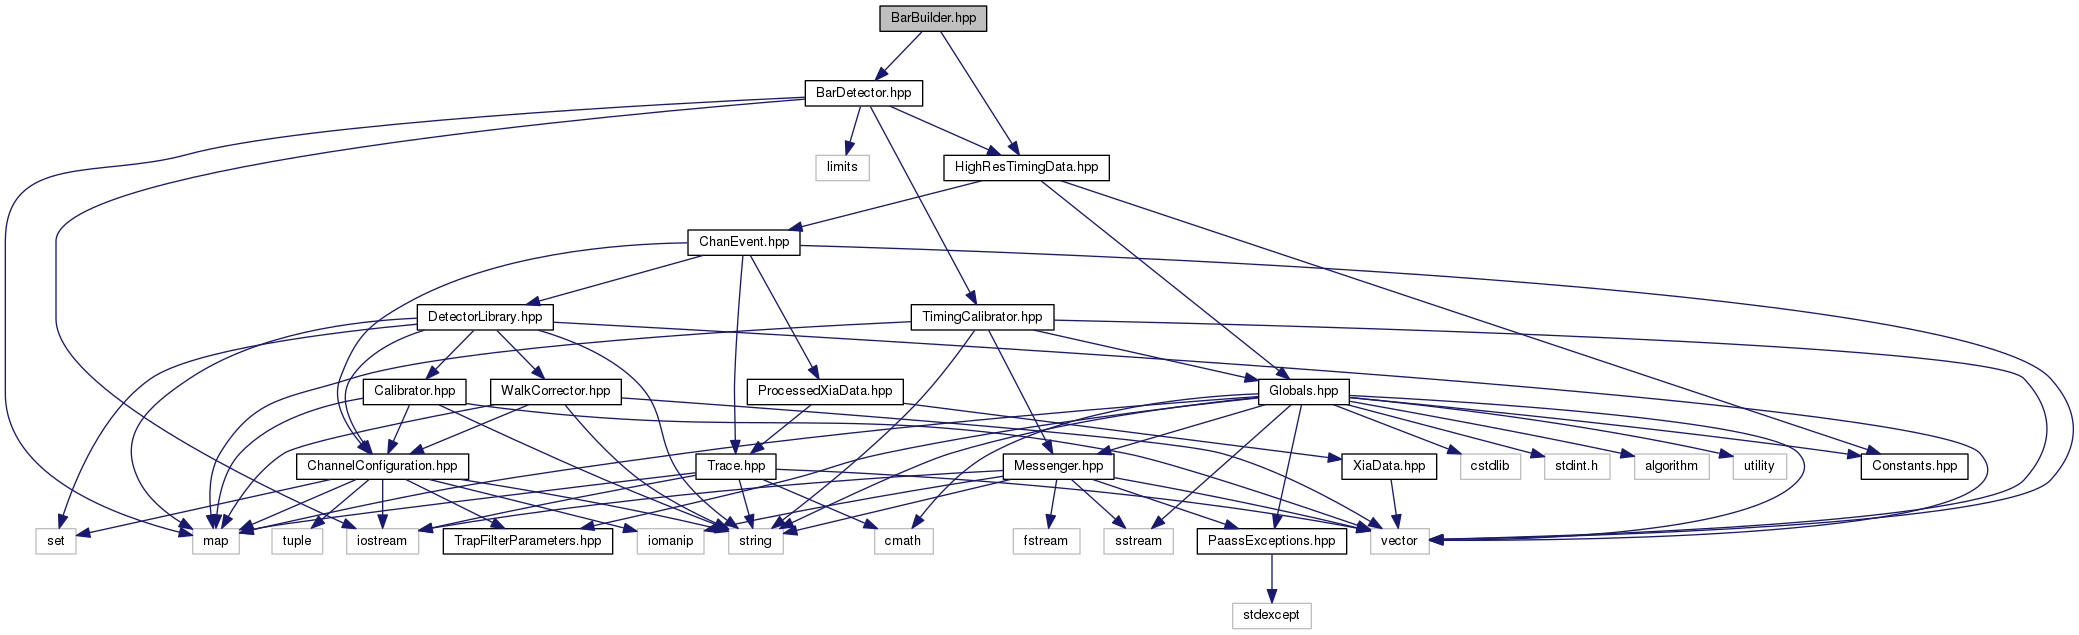 BarBuilder.hpp
BarDetector.hpp
limits
HighResTimingData.hpp
ChanEvent.hpp
DetectorLibrary.hpp
TimingCalibrator.hpp
Calibrator.hpp
WalkCorrector.hpp
ProcessedXiaData.hpp
Globals.hpp
ChannelConfiguration.hpp
Trace.hpp
Messenger.hpp
XiaData.hpp
cstdlib
stdint.h
algorithm
utility
Constants.hpp
set
map
tuple
iostream
TrapFilterParameters.hpp
iomanip
string
cmath
fstream
sstream
PaassExceptions.hpp
vector
stdexcept